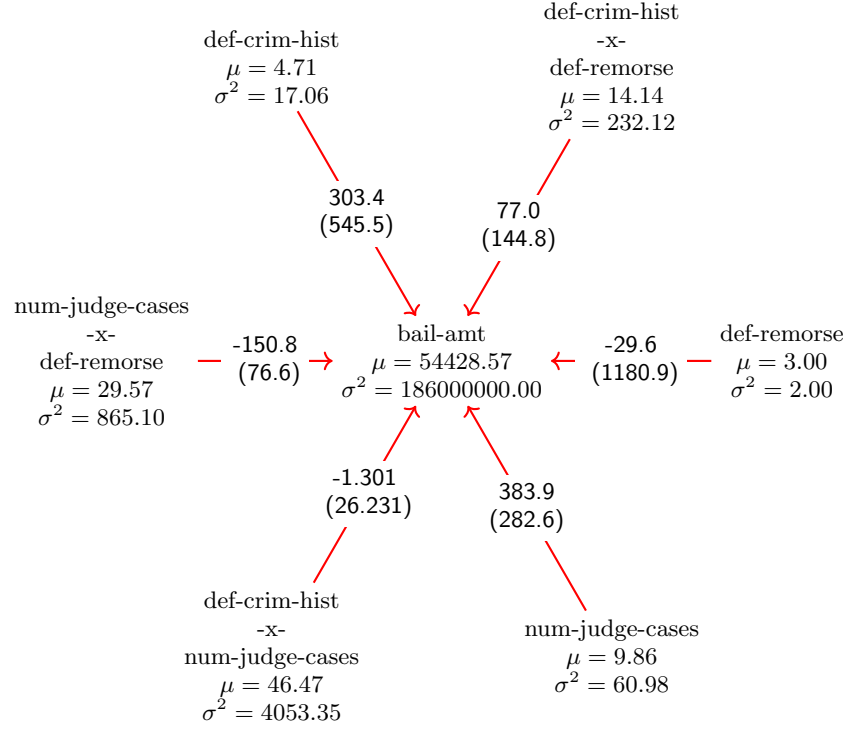 def-crim-hist
μ = 4.71
σ² = 17.06
def-crim-hist
-x-
def-remorse
μ = 14.14
σ² = 232.12
303.4
(545.5)
77.0
(144.8)
num-judge-cases
-x-
def-remorse
μ = 29.57
σ² = 865.10
-150.8
(76.6)
bail-amt
μ = 54428.57
σ² = 186000000.00
-29.6
(1180.9)
def-remorse
μ = 3.00
σ² = 2.00
-1.301
(26.231)
383.9
(282.6)
def-crim-hist
-x-
num-judge-cases
μ = 46.47
σ² = 4053.35
num-judge-cases
μ = 9.86
σ² = 60.98